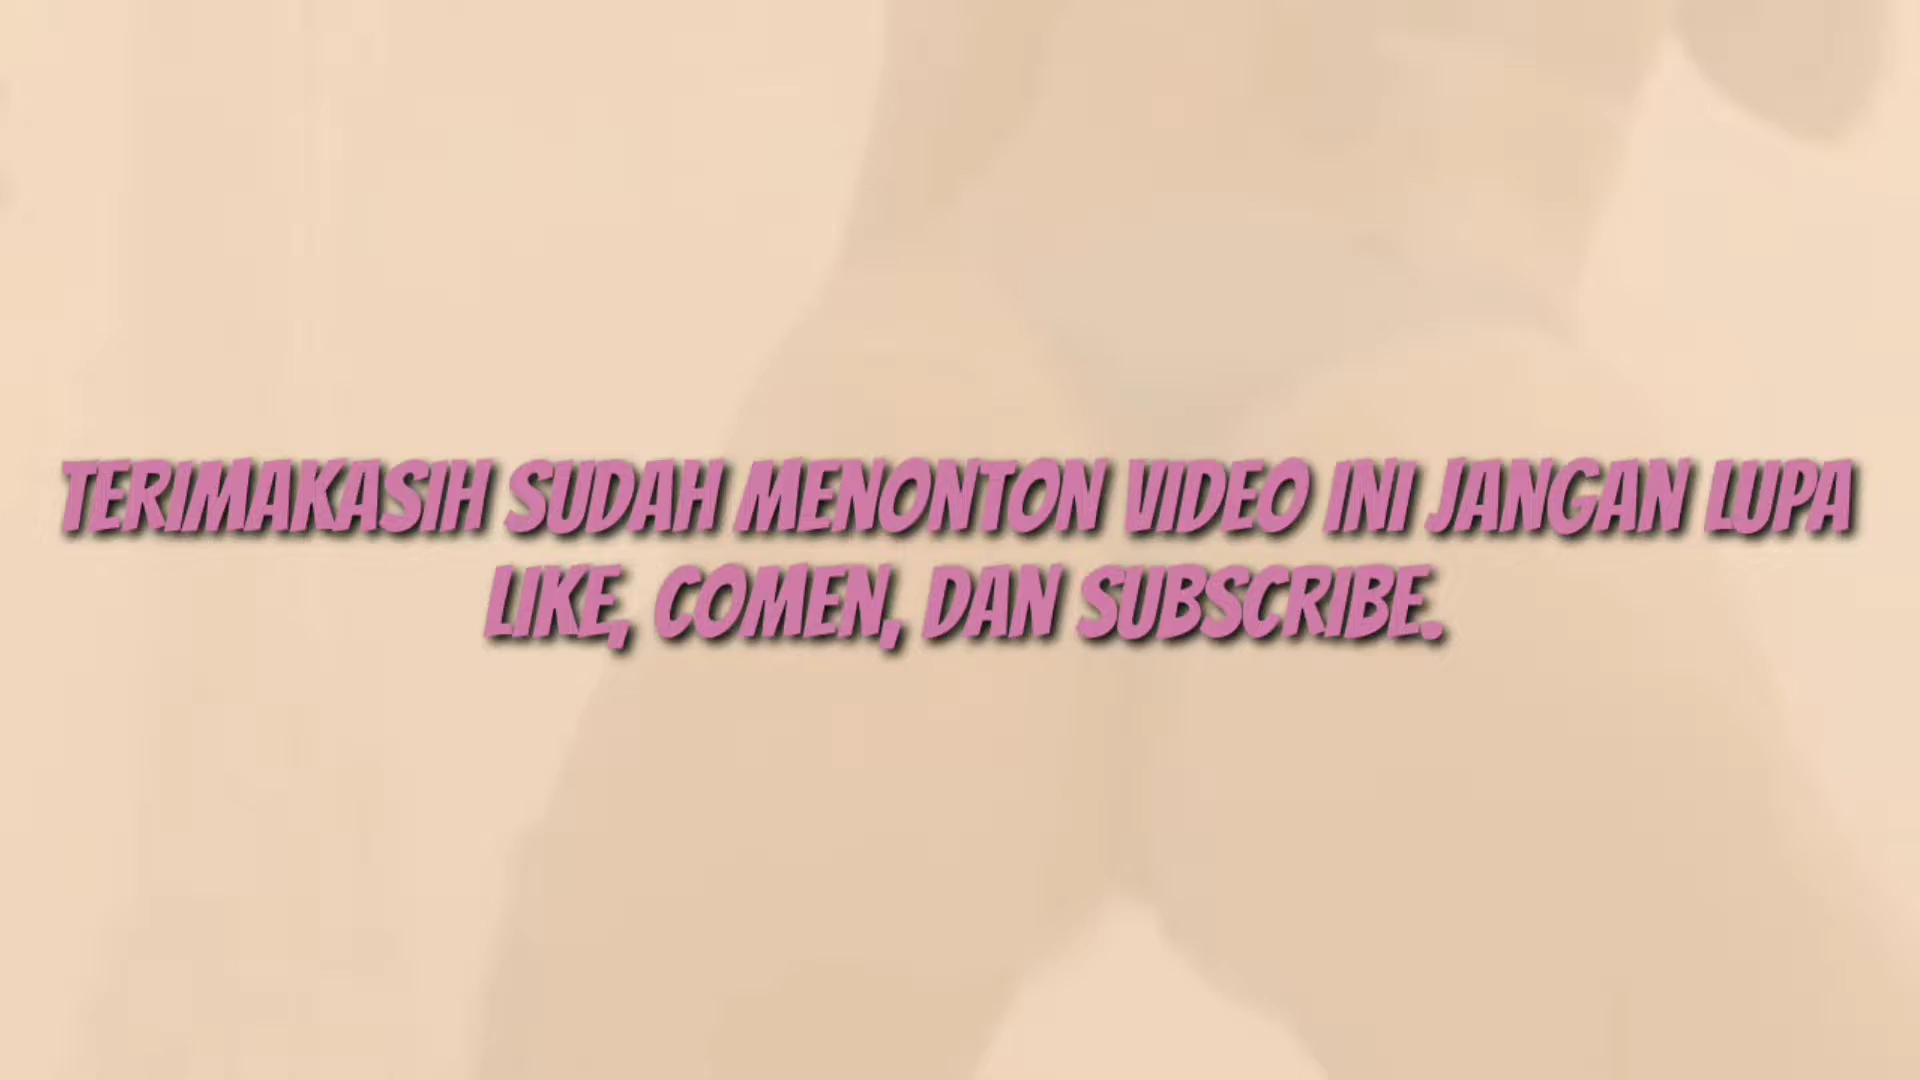 TERIMAKASIH SUDAH MENONTON VIDEO INI JANGAN LUPA
LIKE, COMEN, DAN SUBSCRIBE.